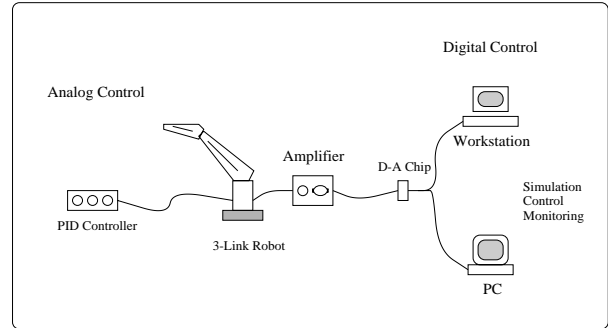 Digital Control
Analog Control
Amplifier
D-A Chip
Workstation
Simulation
Control
Monitoring
PID Controller
3-Link Robot
PC